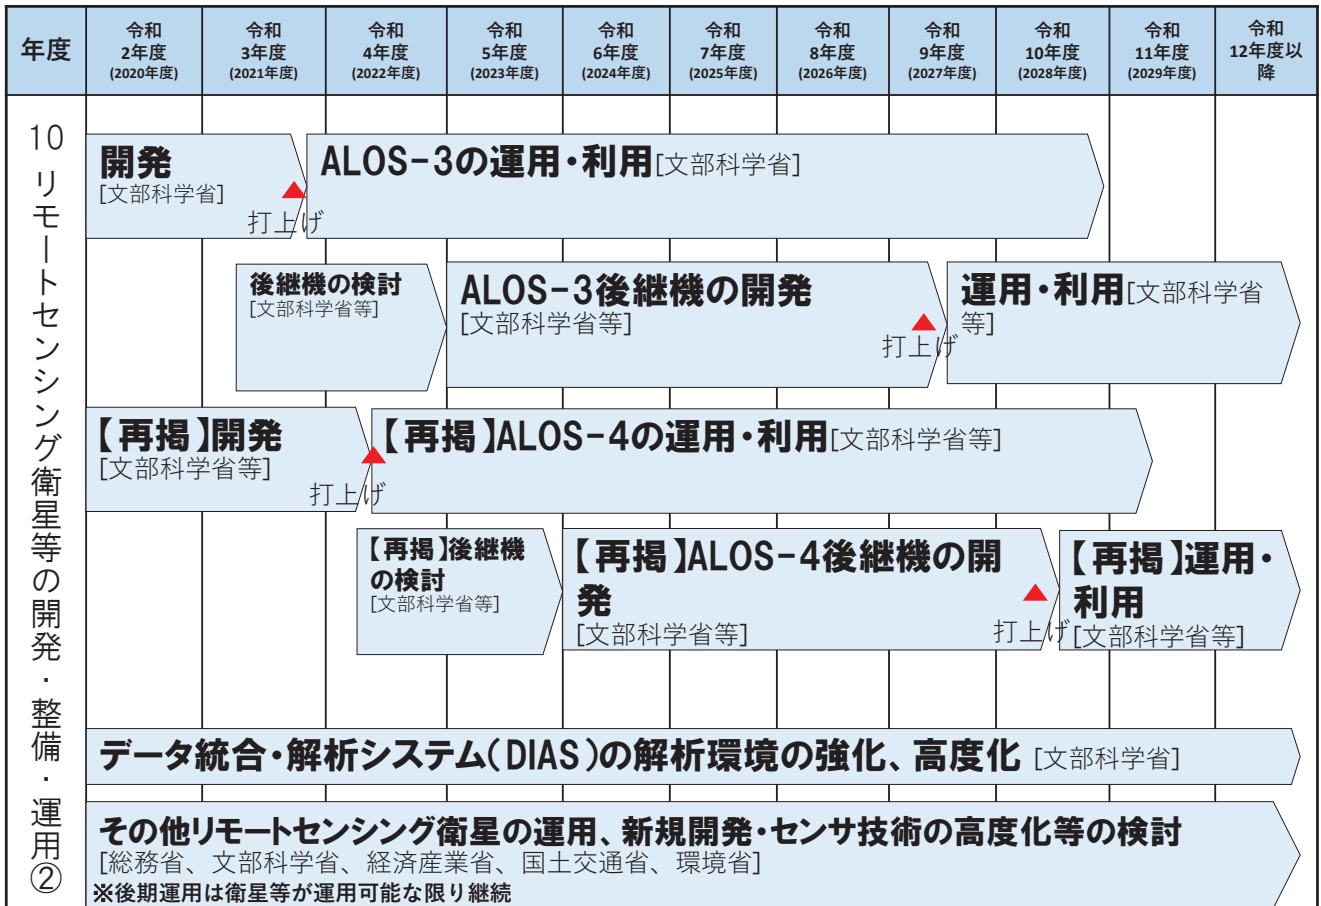 年度
令和
2年度
(2020年度)
令和
3年度
(2021年度)
令和
4年度
(2022年度)
令和
5年度
(2023年度)
令和
6年度
(2024年度)
令和
7年度
(2025年度)
令和
8年度
(2026年度)
令和
9年度
(2027年度)
令和
10年度
(2028年度)
令和
11年度
(2029年度)
令和
12年度以
降
10 リモートセンシング衛星等の開発・整備・運用②
開発
[文部科学省]
打上げ
ALOS-3の運用・利用[文部科学省]
後継機の検討
[文部科学省等]
ALOS-3後継機の開発
[文部科学省等]
打上げ
運用・利用[文部科学省
等]
【再掲】開発
[文部科学省等]
打上げ
【再掲】ALOS-4の運用・利用[文部科学省等]
【再掲】後継機
の検討
[文部科学省等]
【再掲】ALOS-4後継機の開
発
[文部科学省等]
打上げ
【再掲】運用・
利用
[文部科学省等]
データ統合・解析システム(DIAS)の解析環境の強化、高度化 [文部科学省]
その他リモートセンシング衛星の運用、新規開発・センサ技術の高度化等の検討
[総務省、文部科学省、経済産業省、国土交通省、環境省]
※後期運用は衛星等が運用可能な限り継続